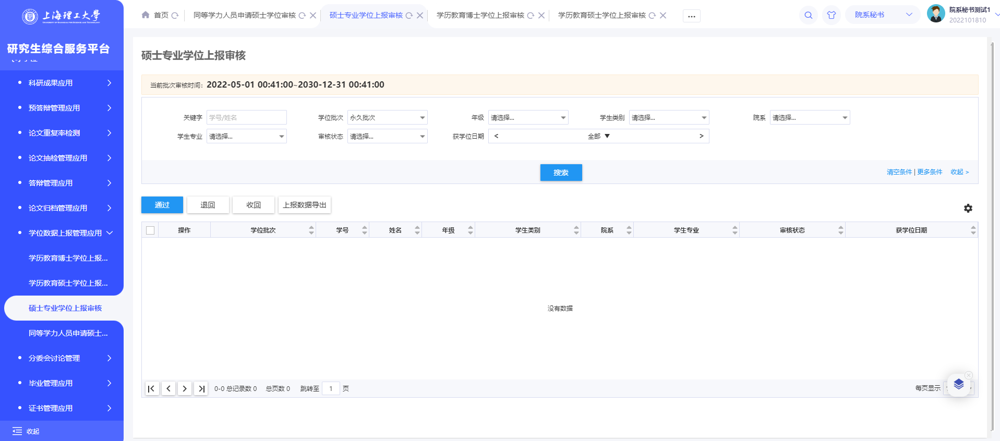 上海理工大學
UNIVERSITY OF SHANGHAI FOR SCIENCE AND TECHNOLOGY
研究生综合服务平台
科研成果应用
预答辩管理应用
论文重复率检测
论文抽检管理应用
答辩管理应用
论文归档管理应用
学位数据上报管理应用
学历教育博士学位上报...
学历教育硕士学位上报...
硕士专业学位上报审核
同等学力人员申请硕士...
分委会讨论管理
毕业管理应用
证书管理应用
收起
首页 同等学力人员申请硕士学位审核 硕士专业学位上报审核 学历教育博士学位上报审核 学历教育硕士学位上报审核 ...
院系秘书
院系秘书测试1
2022101810
硕士专业学位上报审核
当前批次审核时间: 2022-05-01 00:41:00~2030-12-31 00:41:00
关键字 学号/姓名 学位批次 永久批次 年级 请选择... 学生类别 请选择... 院系 请选择...
学生专业 请选择... 审核状态 请选择... 获学位日期 < 全部 ▼ >
搜索
清空条件 | 更多条件 收起 >
通过 退回 收回 上报数据导出
操作 学位批次 学号 姓名 年级 学生类别 院系 学生专业 审核状态 获学位日期
没有数据
0-0 总记录数 0 总页数 0 跳转至 1 页
每页显示